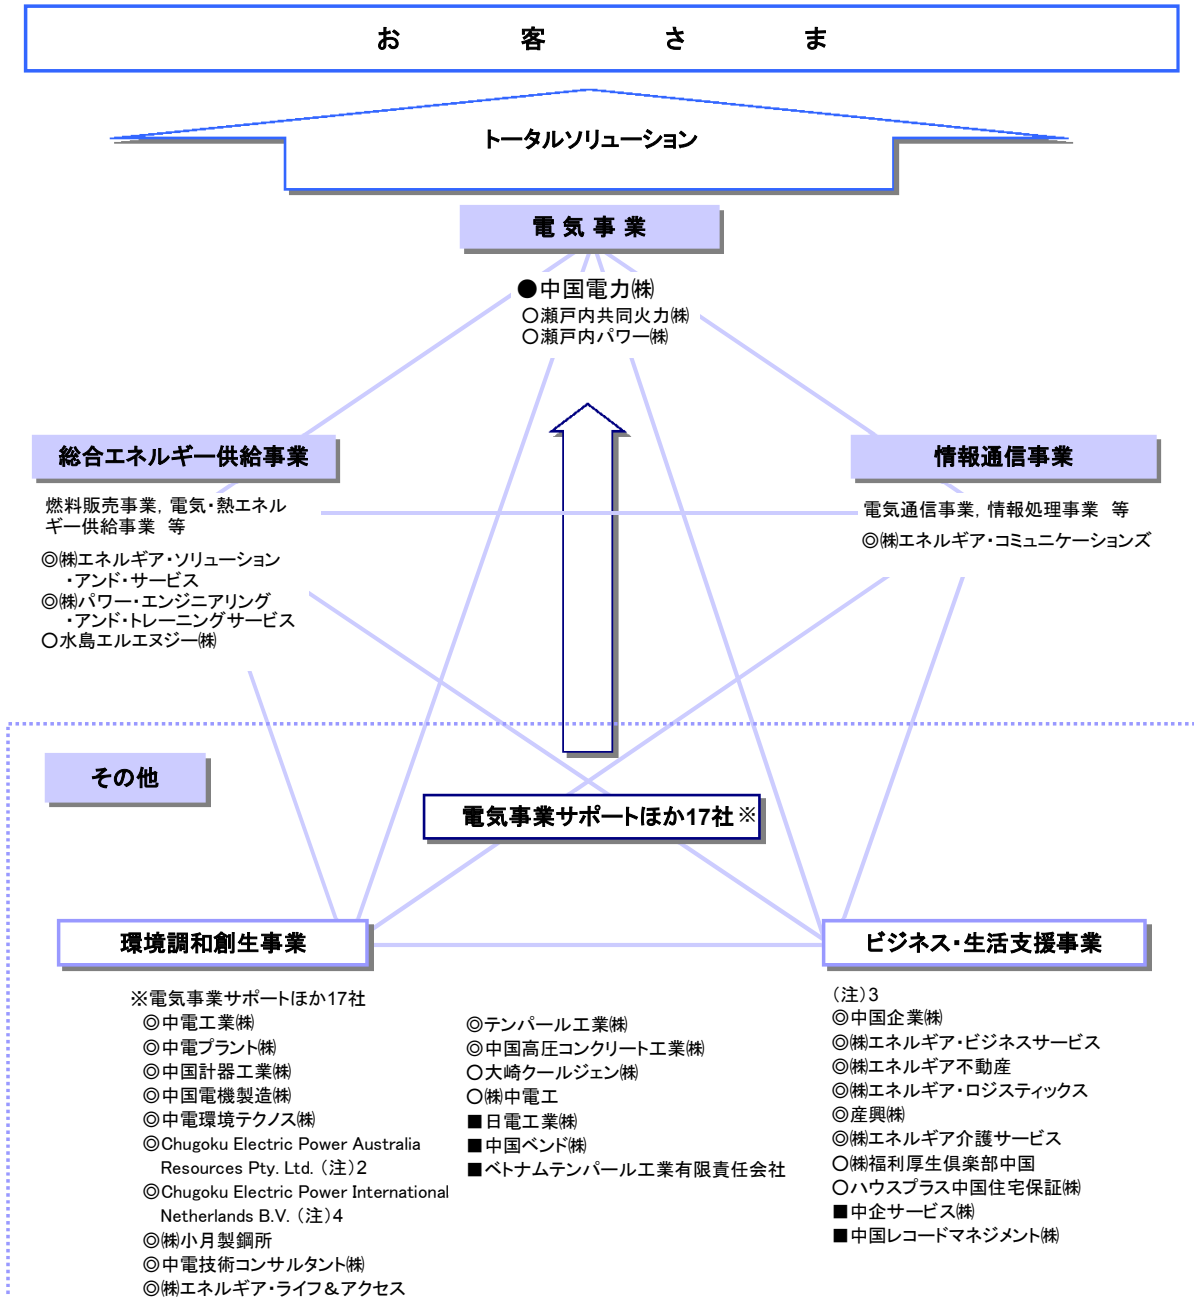 お客さま
トータルソリューション
電気事業
●中国電力㈱
○瀬戸内共同火力㈱
○瀬戸内パワー㈱
総合エネルギー供給事業
燃料販売事業，電気・熱エネル
ギー供給事業　等
◎㈱エネルギア・ソリューション
・アンド・サービス
◎㈱パワー・エンジニアリング
・アンド・トレーニングサービス
○水島エルエヌジー㈱
情報通信事業
電気通信事業，情報処理事業　等
◎㈱エネルギア・コミュニケーションズ
その他
電気事業サポートほか17社※
環境調和創生事業
ビジネス・生活支援事業
※電気事業サポートほか17社
◎中電工業㈱
◎中電プラント㈱
◎中国計器工業㈱
◎中国電機製造㈱
◎中電環境テクノス㈱
◎Chugoku Electric Power Australia
Resources Pty. Ltd. （注）2
◎Chugoku Electric Power International
Netherlands B.V. （注）4
◎㈱小月製鋼所
◎中電技術コンサルタント㈱
◎㈱エネルギア・ライフ＆アクセス
◎テンパール工業㈱
◎中国高圧コンクリート工業㈱
○大崎クールジェン㈱
○㈱中電工
■日電工業㈱
■中国ベンド㈱
■ベトナムテンパール工業有限責任会社
（注）3
◎中国企業㈱
◎㈱エネルギア・ビジネスサービス
◎㈱エネルギア不動産
◎㈱エネルギア・ロジスティックス
◎産興㈱
◎㈱エネルギア介護サービス
○㈱福利厚生倶楽部中国
○ハウスプラス中国住宅保証㈱
■中企サービス㈱
■中国レコードマネジメント㈱